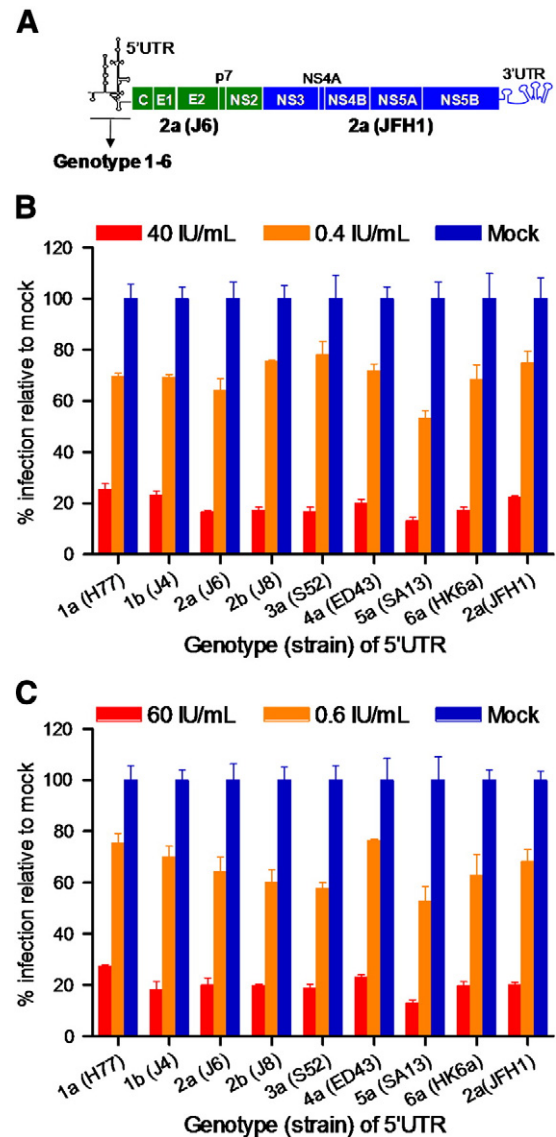 A
5'UTR
p7
NS4A
3'UTR
C E1 E2 NS2 NS3 NS4B NS5A NS5B
2a (J6) 2a (JFH1)
Genotype 1-6
B
40 IU/mL 0.4 IU/mL Mock
120
100
80
60
40
20
0
% infection relative to mock
1a (H77) 1b (J4) 2a (J6) 2b (J8) 3a (S52) 4a (ED43) 5a (SA13) 6a (HK6a) 2a(JFH1)
Genotype (strain) of 5'UTR
C
60 IU/mL 0.6 IU/mL Mock
120
100
80
60
40
20
0
% infection relative to mock
1a (H77) 1b (J4) 2a (J6) 2b (J8) 3a (S52) 4a (ED43) 5a (SA13) 6a (HK6a) 2a(JFH1)
Genotype (strain) of 5'UTR